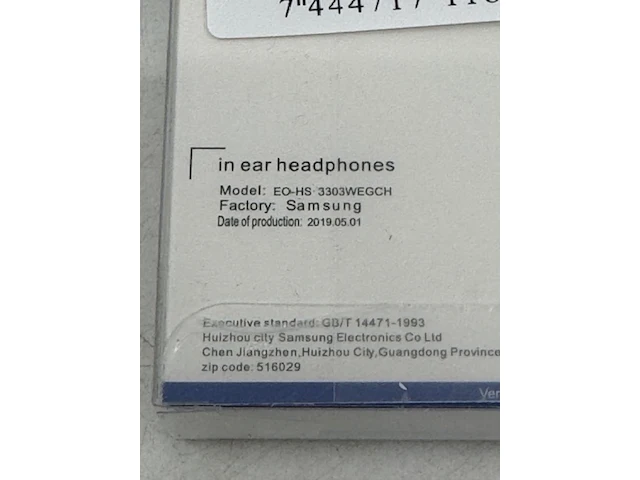 in ear headphones
Model: EO-HS 3303WEGCH
Factory: Samsung
Date of production: 2019.05.01
Executive standard: GB/T 14471-1993
Huizhou city Samsung Electronics Co Ltd
Chen Jiangzhen,Huizhou City,Guangdong Province
zip code: 516029